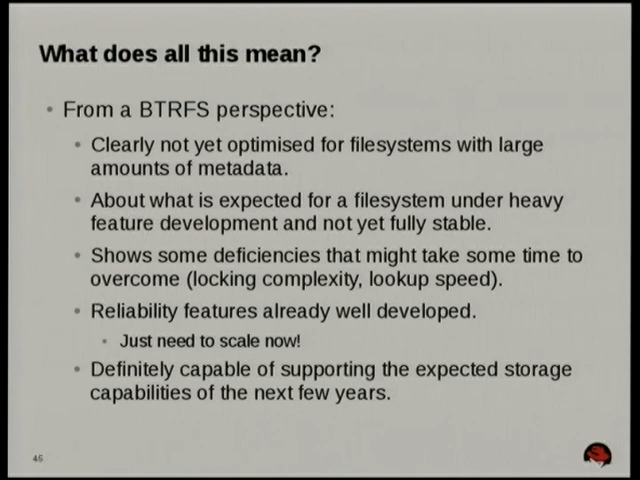 What does all this mean?
From a BTRFS perspective:
Clearly not yet optimised for filesystems with large
amounts of metadata.
About what is expected for a filesystem under heavy
feature development and not yet fully stable.
Shows some deficiencies that might take some time to
overcome (locking complexity, lookup speed).
Reliability features already well developed.
Just need to scale now!
Definitely capable of supporting the expected storage
capabilities of the next few years.
46